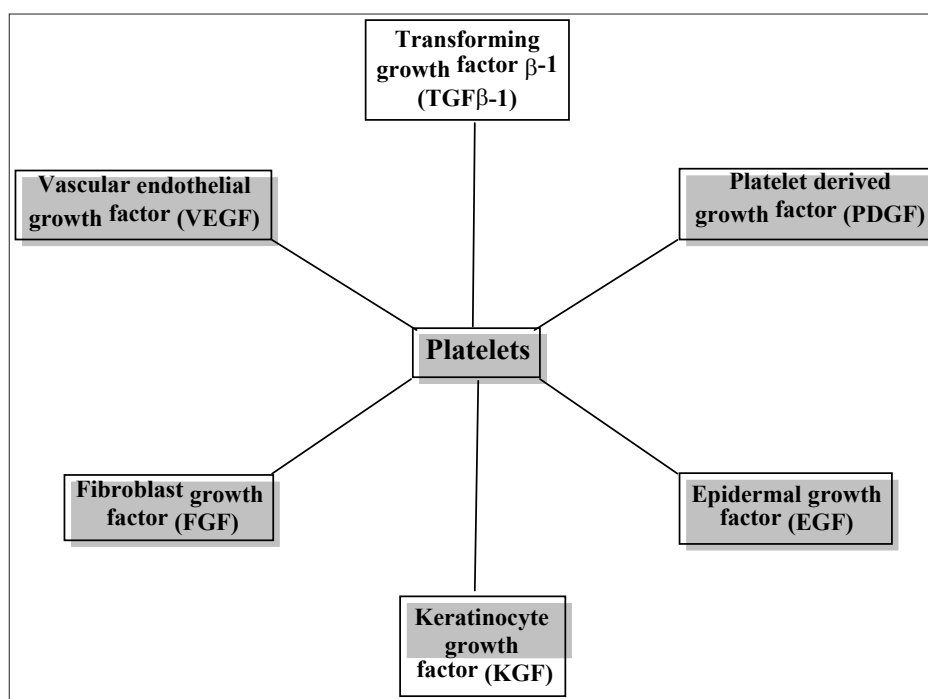 Transforming
growth factor β-1
(TGFβ-1)
Vascular endothelial
growth factor (VEGF)
Platelet derived
growth factor (PDGF)
Platelets
Fibroblast growth
factor (FGF)
Epidermal growth
factor (EGF)
Keratinocyte
growth
factor (KGF)